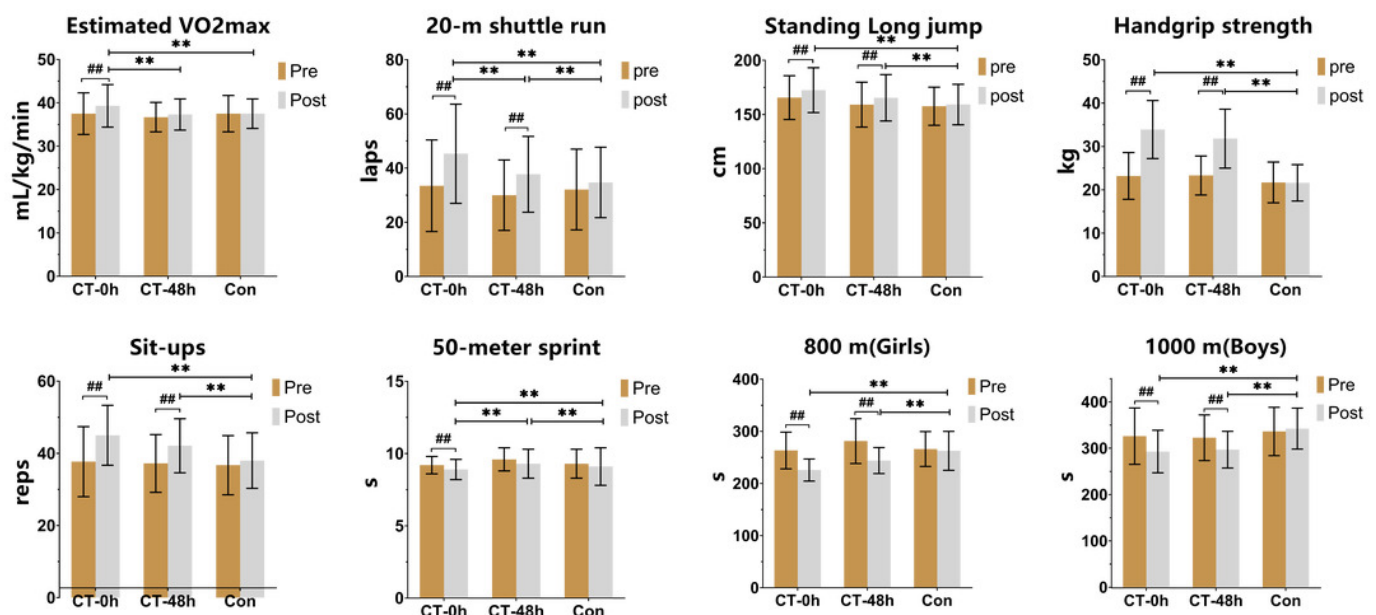 Estimated VO2max
** 
**
##
Pre
Post
mL/kg/min
50
40
30
20
10
0
CT-0h CT-48h Con
20-m shuttle run
**
** **
##
##
pre
post
laps
80
60
40
20
0
CT-0h CT-48h Con
Standing Long jump
**
## ## **
pre
post
cm
200
150
100
50
0
CT-0h CT-48h Con
Handgrip strength
**
## ## **
pre
post
kg
50
40
30
20
10
0
CT-0h CT-48h Con
Sit-ups
**
## ## **
Pre
Post
reps
60
40
20
0
CT-0h CT-48h Con
50-meter sprint
**
** **
##
Pre
Post
s
15
10
5
0
CT-0h CT-48h Con
800 m(Girls)
**
## ## **
Pre
Post
s
400
300
200
100
0
CT-0h CT-48h Con
1000 m(Boys)
**
## ## **
Pre
Post
s
500
400
300
200
100
0
CT-0h CT-48h Con